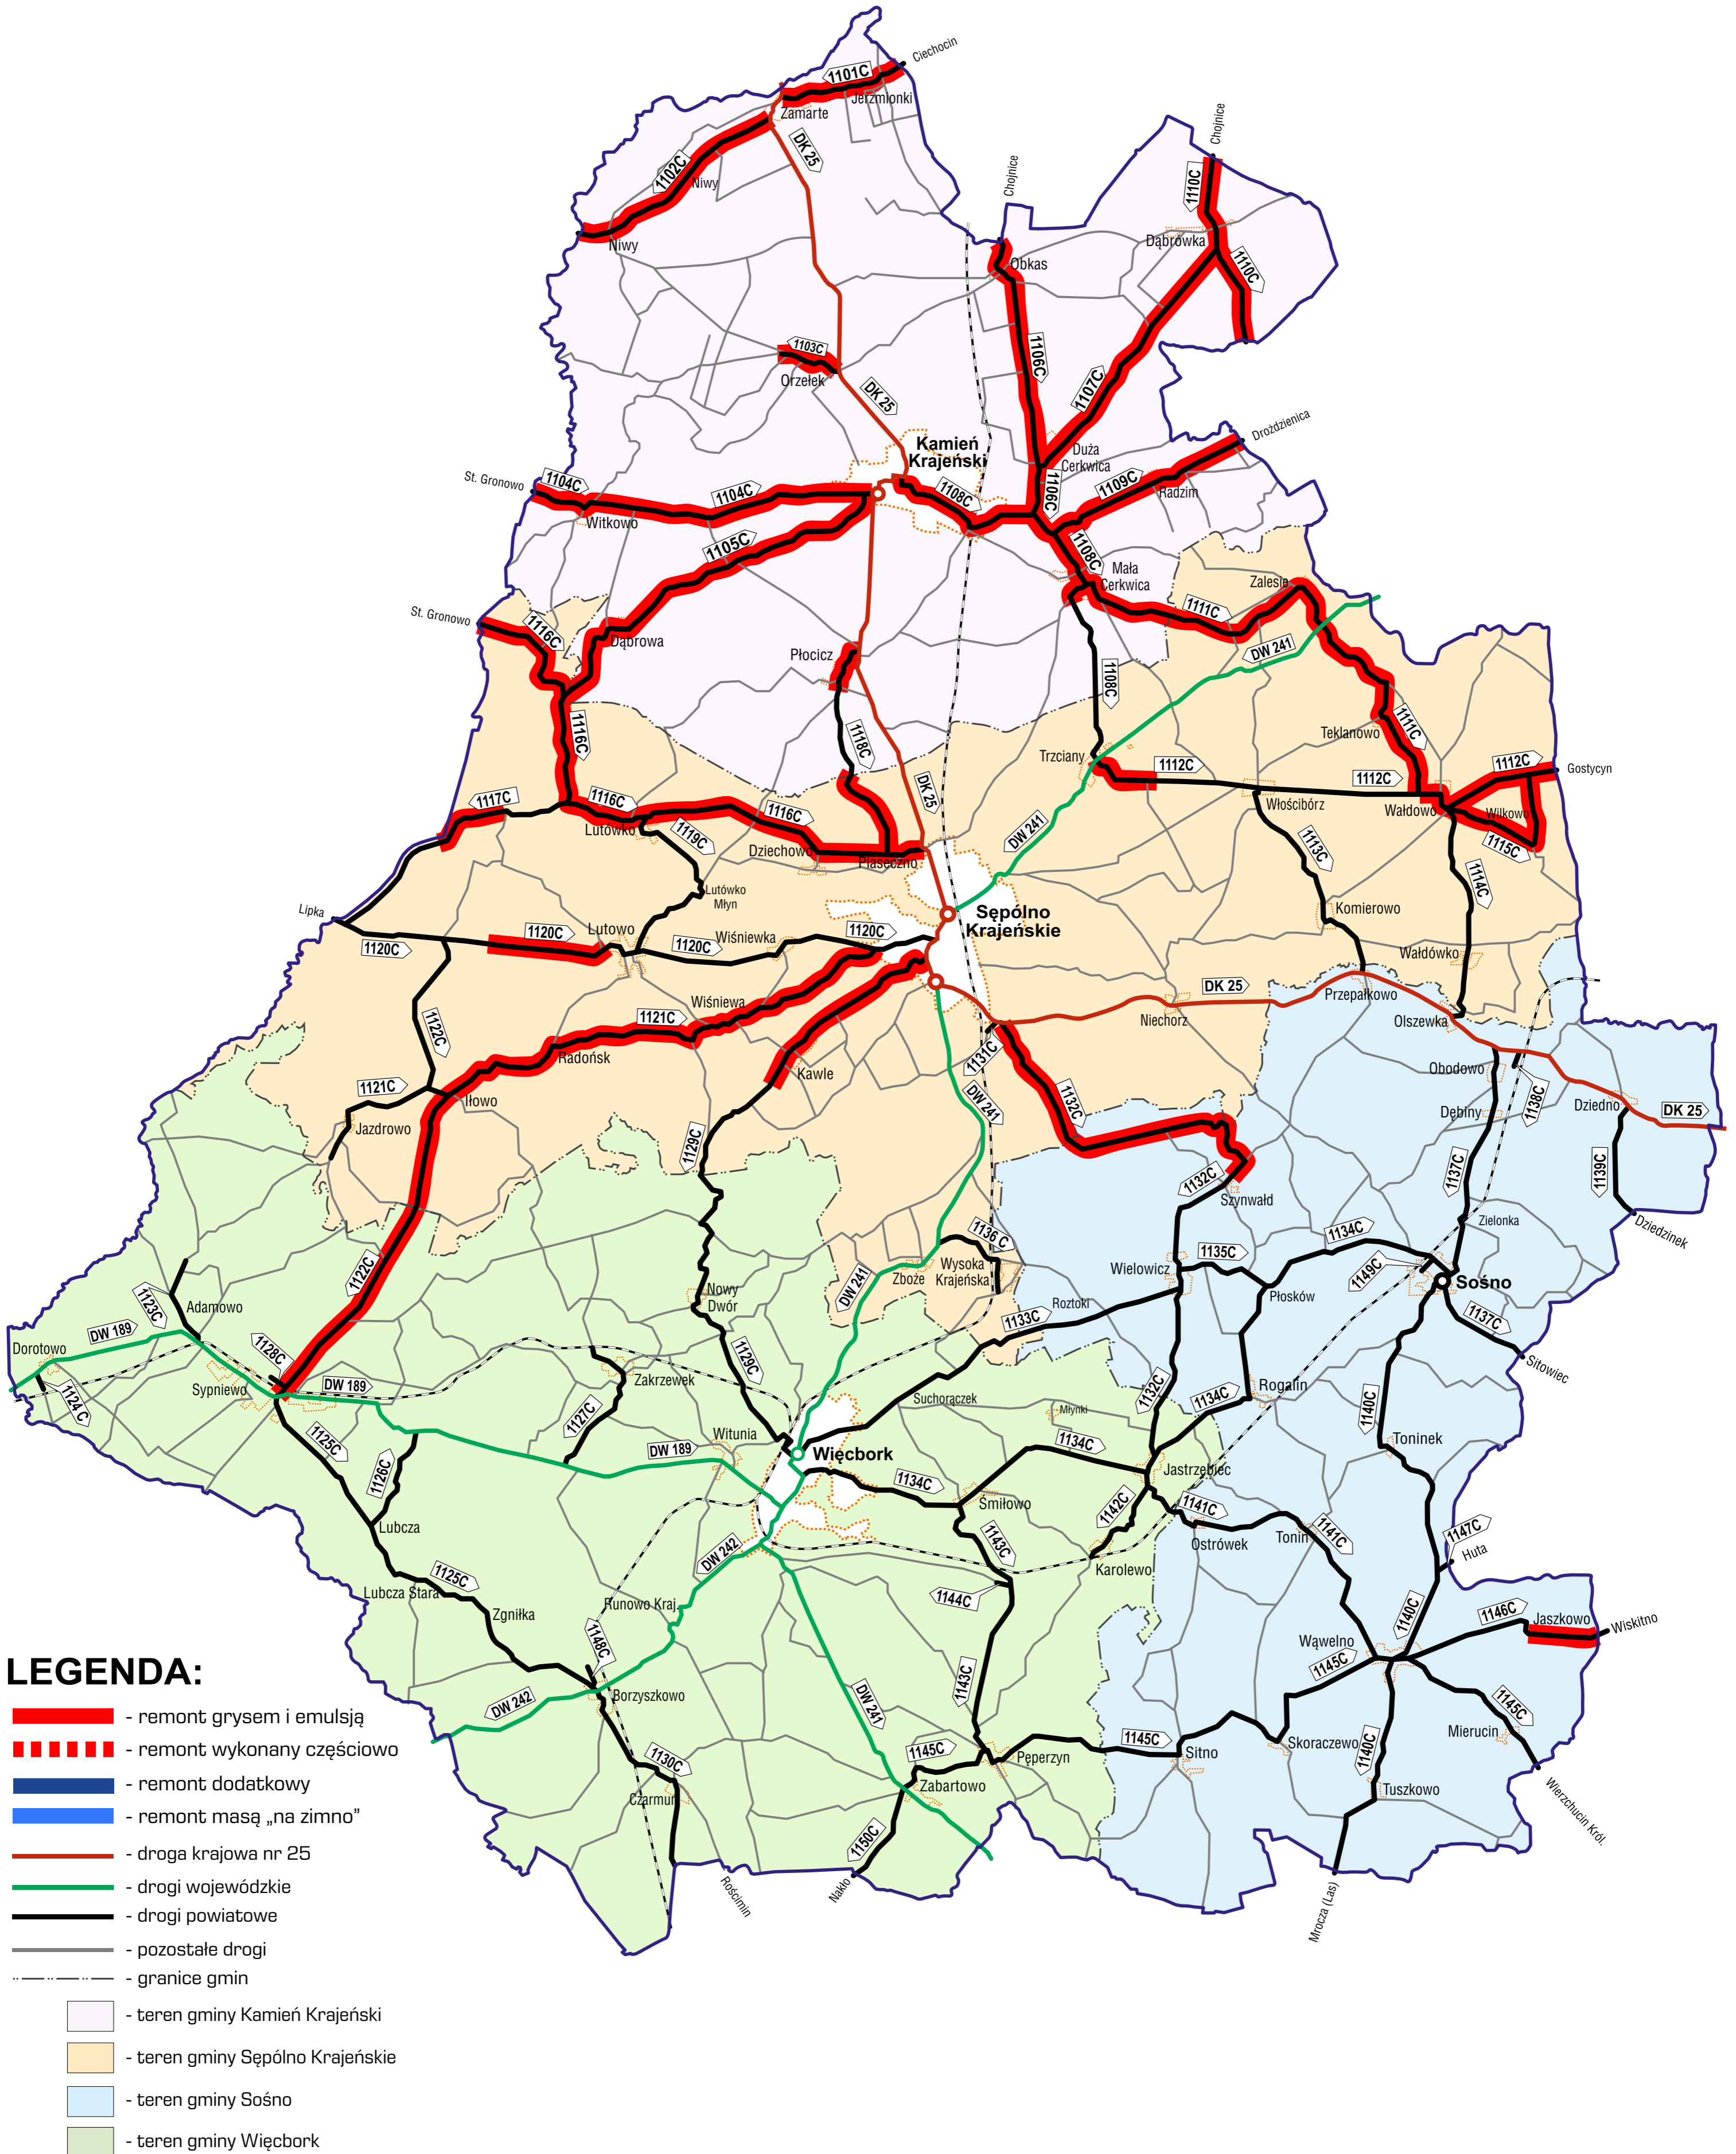 Ciechocin
1101C
Jerzmionki
Zamarte
DK 25
Chojnice
1102C
Niwy
Chojnice
1110C
Niwy
Dąbrówka
Obkas
1110C
1103C
Orzełek
1106C
1107C
DK 25
Kamień
Krajeński
Duża
Cerkwica
Drożdzienica
St. Gronowo
1104C
1104C
1108C
1106C
1109C
Radzim
Witkowo
1105C
1108C
Mała
Cerkwica
Zalesie
St. Gronowo
1116C
1111C
Dąbrowa
Płocicz
DW 241
1108C
1116C
1118C
Teklanowo
1111C
Trzciany
1112C
1112C
1112C
Gostycyn
DK 25
1117C
1116C
1116C
Włościbórz
Wałdowo
Wilkowo
Lutówko
1119C
Dziechowo
Piaseczno
DW 241
1113C
1115C
1114C
Lutówko
Młyn
Lipka
Sępólno
Krajeńskie
Komierowo
1120C
1120C
Lutowo
1120C
Wiśniewka
1120C
Wałdówko
Wiśniewa
1121C
DK 25
Przepałkowo
Niechorz
Olszewka
1122C
Radońsk
1131C
Kawle
Obodowo
1121C
Iłowo
DW 241
1132C
1138C
Dziedno
DK 25
Jazdrowo
Dębiny
1129C
1137C
1139C
1132C
Szynwałd
Zielonka
Dziedzinek
1136 C
1134C
1122C
Zboże
Wysoka
Krajeńska
Wielowicz
1135C
1149C
Sośno
1123C
Adamowo
Nowy
Dwór
DW 241
Roztoki
1133C
Płosków
1137C
Dorotowo
DW 189
1128C
1129C
Sitowiec
1124 C
Sypniewo
DW 189
Zakrzewek
Suchorączek
1132C
1134C
Rogalin
1140C
1125C
1127C
Młynki
Witunia
1126C
DW 189
Więcbork
1134C
Toninek
1134C
Jastrzębiec
Śmiłowo
Lubcza
1142C
1141C
1143C
Ostrówek
Tonin
1141C
1147C
Huta
DW 242
Karolewo
1125C
Lubcza Stara
1144C
Zgniłka
Runowo Kraj.
1140C
1146C
Jaszkowo
Wiskitno
1148C
Wąwelno
1145C
1143C
LEGENDA:
DW 242
Borzyszkowo
DW 241
1145C
- remont grysem i emulsją
Mierucin
- remont wykonany częściowo
1130C
1145C
Pęperzyn
1145C
Sitno
Skoraczewo
1140C
- remont dodatkowy
Czarmuń
Zabartowo
Tuszkowo
Wierzchucin Król.
- remont masą „na zimno”
1150C
- droga krajowa nr 25
- drogi wojewódzkie
Rościmin
Nakło
Mrocza (Las)
- drogi powiatowe
- pozostałe drogi
- granice gmin
- teren gminy Kamień Krajeński
- teren gminy Sępólno Krajeńskie
- teren gminy Sośno
- teren gminy Więcbork